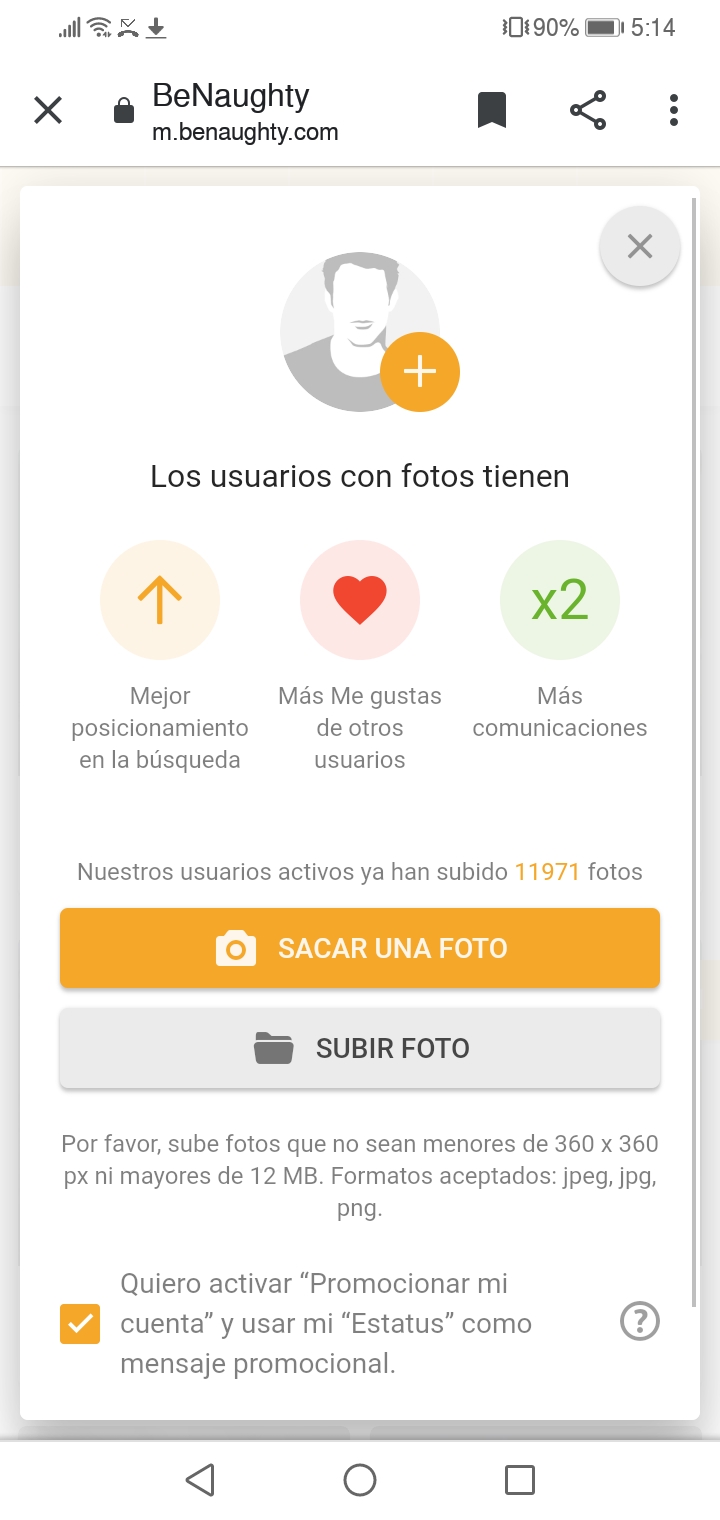 90% 5:14
BeNaughty
m.benaughty.com
Los usuarios con fotos tienen
x2
Mejor
posicionamiento
en la búsqueda
Más Me gustas
de otros
usuarios
Más
comunicaciones
Nuestros usuarios activos ya han subido 11971 fotos
SACAR UNA FOTO
SUBIR FOTO
Por favor, sube fotos que no sean menores de 360 x 360
px ni mayores de 12 MB. Formatos aceptados: jpeg, jpg,
png.
Quiero activar “Promocionar mi
cuenta” y usar mi “Estatus” como
mensaje promocional.
?